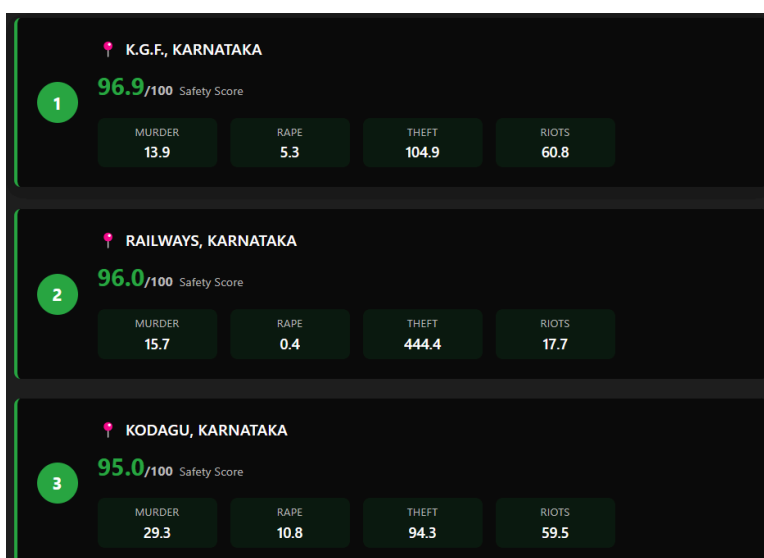 K.G.F., KARNATAKA
1
96.9/100 Safety Score
MURDER RAPE THEFT RIOTS
13.9 5.3 104.9 60.8
RAILWAYS, KARNATAKA
2
96.0/100 Safety Score
MURDER RAPE THEFT RIOTS
15.7 0.4 444.4 17.7
KODAGU, KARNATAKA
3
95.0/100 Safety Score
MURDER RAPE THEFT RIOTS
29.3 10.8 94.3 59.5